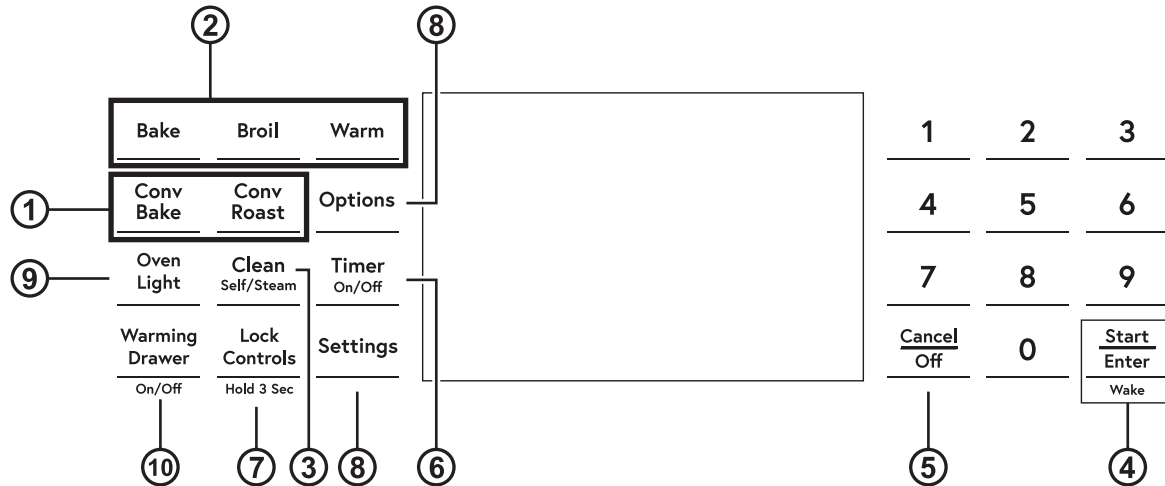 2
8
Bake
Broil
Warm
1
2
3
1
Conv
Bake
Conv
Roast
Options
4
5
6
9
Oven
Light
Clean
Self/Steam
Timer
On/Off
7
8
9
Warming
Drawer
On/Off
Lock
Controls
Hold 3 Sec
Settings
Cancel
Off
0
Start
Enter
Wake
10
7
3
8
6
5
4